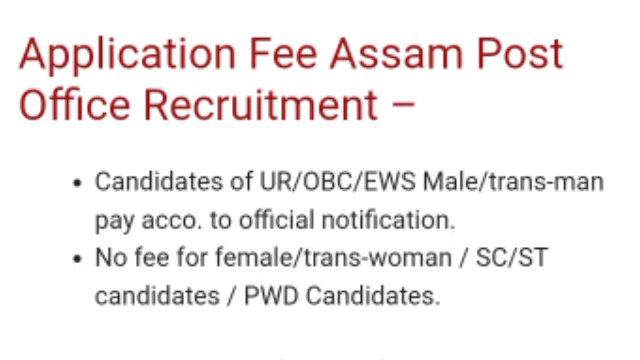 Application Fee Assam Post
Office Recruitment –
• Candidates of UR/OBC/EWS Male/trans-man
pay acco. to official notification.
• No fee for female/trans-woman / SC/ST
candidates / PWD Candidates.